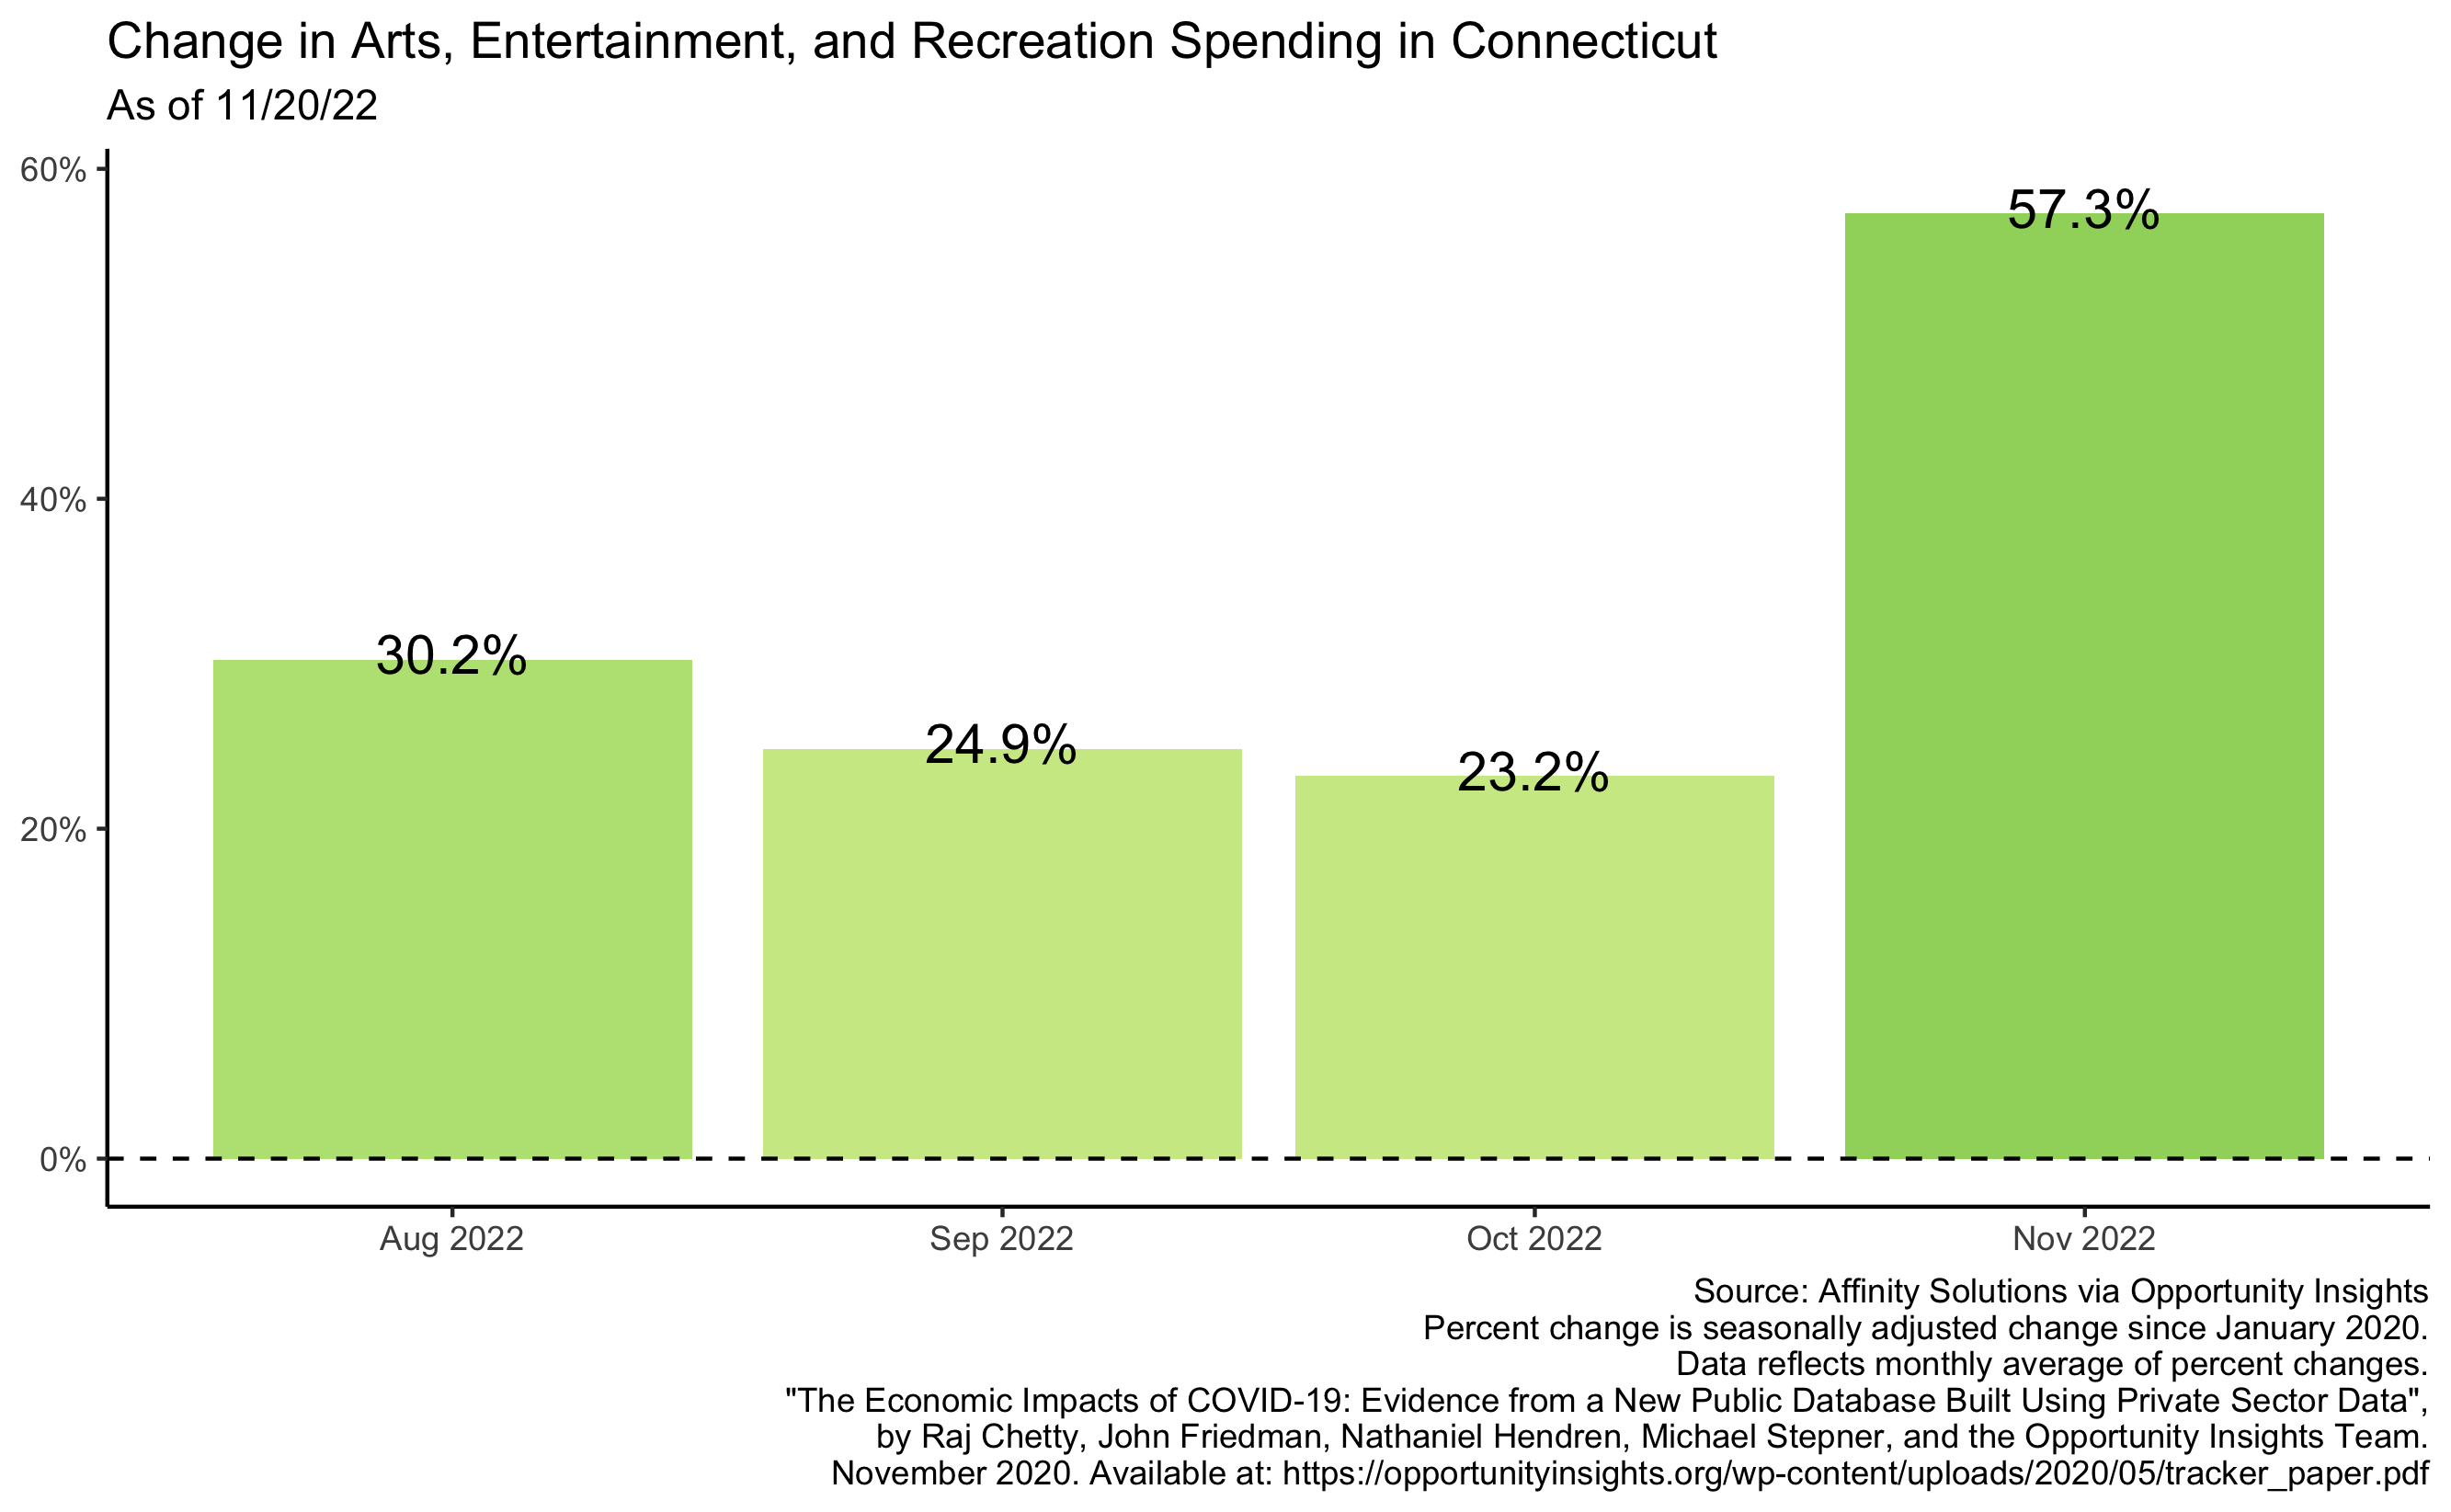 Change in Arts, Entertainment, and Recreation Spending in Connecticut
As of 11/20/22
60%
40%
20%
0%
30.2%
24.9%
23.2%
57.3%
Aug 2022
Sep 2022
Oct 2022
Nov 2022
Source: Affinity Solutions via Opportunity Insights
Percent change is seasonally adjusted change since January 2020.
Data reflects monthly average of percent changes.
"The Economic Impacts of COVID-19: Evidence from a New Public Database Built Using Private Sector Data",
by Raj Chetty, John Friedman, Nathaniel Hendren, Michael Stepner, and the Opportunity Insights Team.
November 2020. Available at: https://opportunityinsights.org/wp-content/uploads/2020/05/tracker_paper.pdf